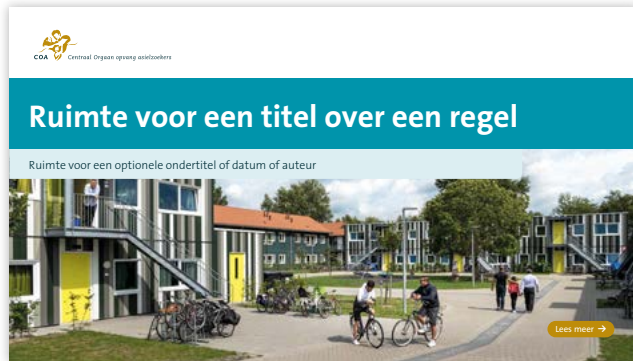 COA Centraal Orgaan opvang asielzoekers
Ruimte voor een titel over een regel
Ruimte voor een optionele ondertitel of datum of auteur
Lees meer →